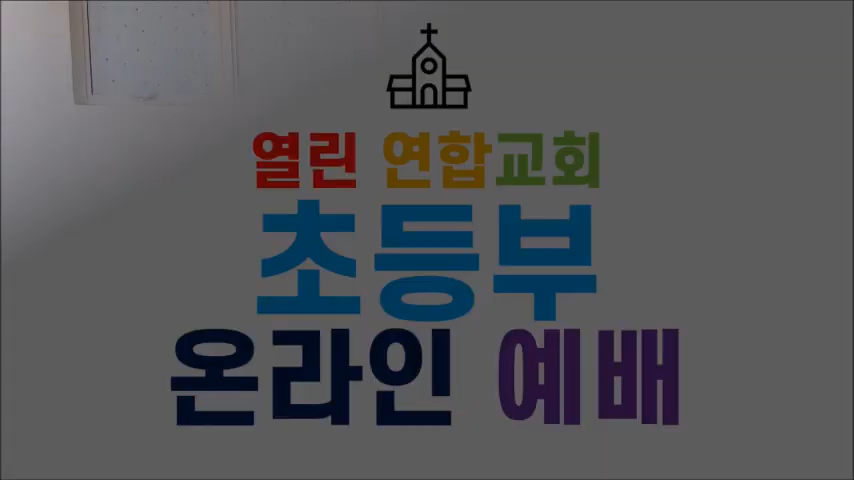 열린 연합교회
초등부
온라인 예배